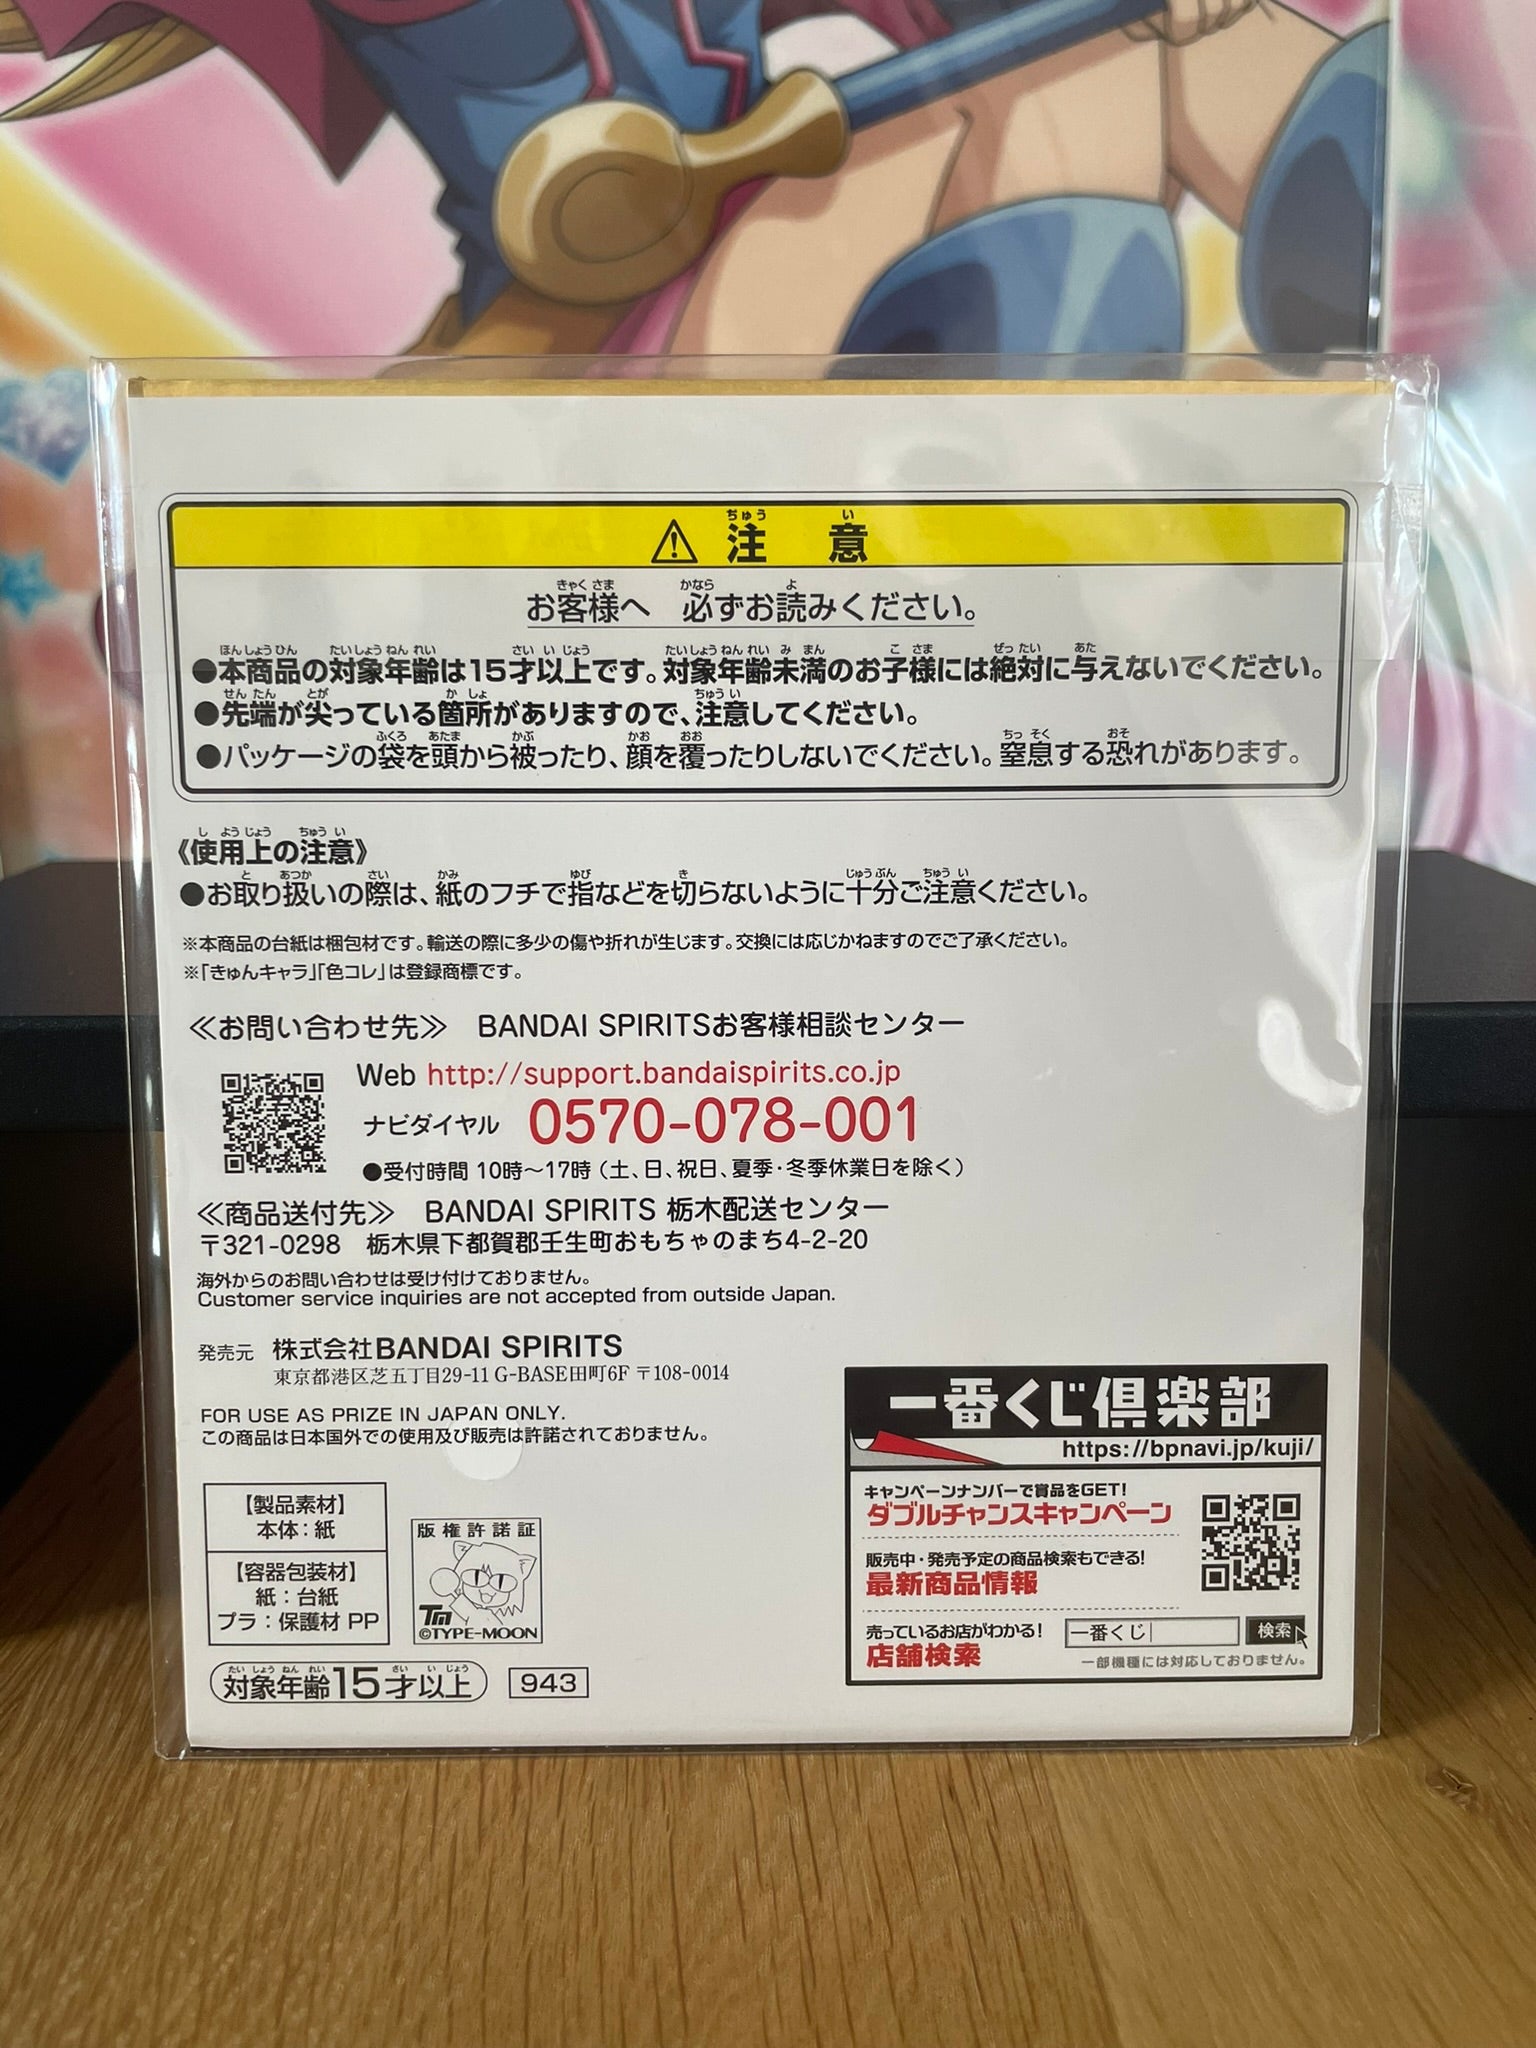 ⚠ 注意
お客様へ 必ずお読みください。
●本商品の対象年齢は15才以上です。対象年齢未満のお子様には絶対に与えないでください。
●先端が尖っている箇所がありますので、注意してください。
●パッケージの袋を頭から被ったり、顔を覆ったりしないでください。窒息する恐れがあります。
《使用上の注意》
●お取り扱いの際は、紙のフチで指などを切らないように十分ご注意ください。
※本商品の台紙は梱包材です。輸送の際に多少の傷や折れが生じます。交換には応じかねますのでご了承ください。
※「きゅんキャラ」「色コレ」は登録商標です。
≪お問い合わせ先≫ BANDAI SPIRITSお客様相談センター
Web http://support.bandaispirits.co.jp
ナビダイヤル 0570-078-001
●受付時間 10時～17時（土、日、祝日、夏季・冬季休業日を除く）
≪商品送付先≫ BANDAI SPIRITS 栃木配送センター
〒321-0298 栃木県下都賀郡壬生町おもちゃのまち4-2-20
海外からのお問い合わせは受け付けておりません。
Customer service inquiries are not accepted from outside Japan.
発売元 株式会社BANDAI SPIRITS
東京都港区芝五丁目29-11 G-BASE田町6F 〒108-0014
FOR USE AS PRIZE IN JAPAN ONLY.
この商品は日本国外での使用及び販売は許諾されておりません。
【製品素材】
本体：紙
【容器包装材】
紙：台紙
プラ：保護材 PP
版権許諾証
TM
©TYPE-MOON
対象年齢15才以上
943
一番くじ倶楽部
https://bpnavi.jp/kuji/
キャンペーンナンバーで賞品をGET!
ダブルチャンスキャンペーン
販売中・発売予定の商品検索もできる!
最新商品情報
売っているお店がわかる!
店舗検索
一番くじ 検索
一部機種には対応しておりません。